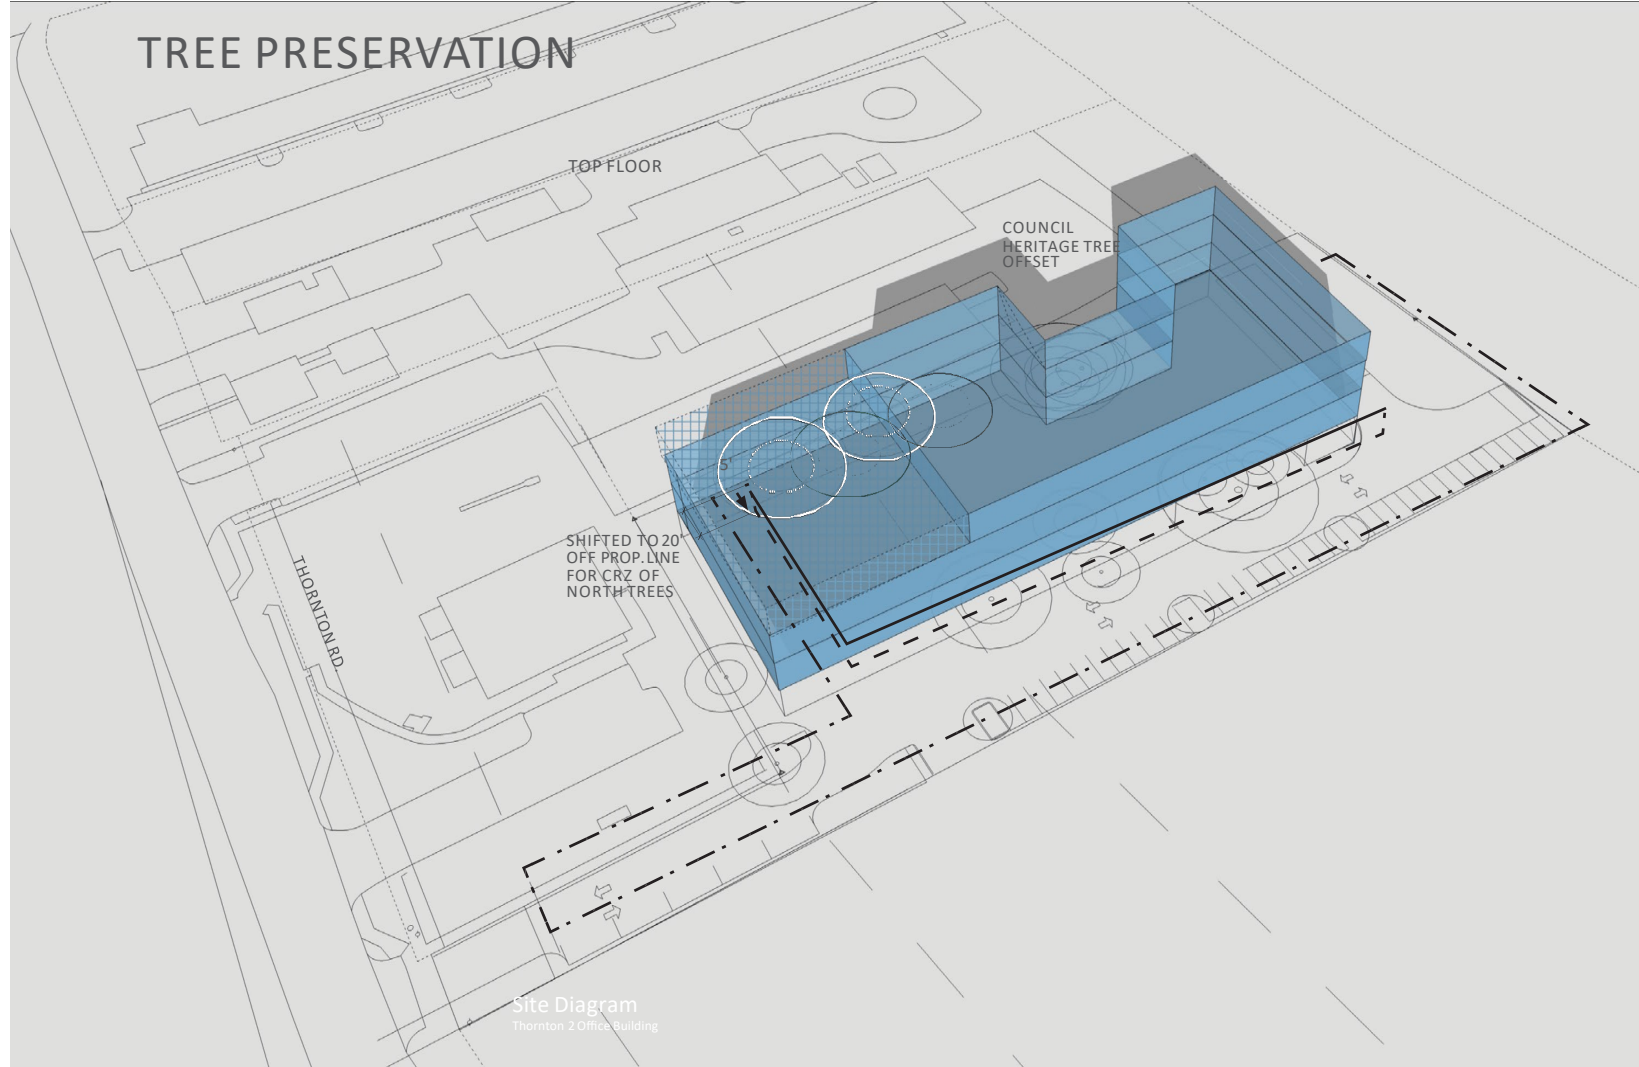 TREE PRESERVATION
TOP FLOOR
COUNCIL
HERITAGE TREE
OFFSET
5'
SHIFTED TO 20'
OFF PROP. LINE
FOR CRZ OF
NORTH TREES
THORNTON RD.
Site Diagram
Thornton 2 Office Building